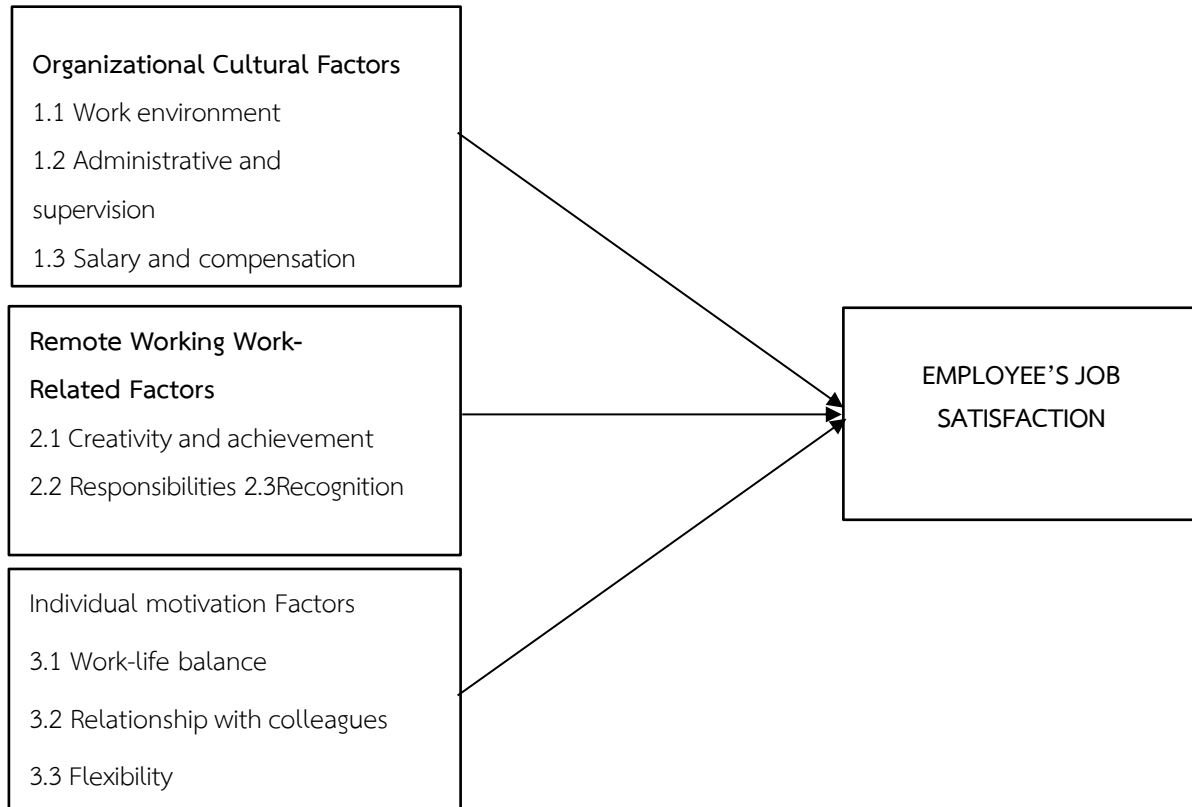 Organizational Cultural Factors
1.1 Work environment
1.2 Administrative and
supervision
1.3 Salary and compensation
Remote Working Work-
Related Factors
2.1 Creativity and achievement
2.2 Responsibilities 2.3Recognition
Individual motivation Factors
3.1 Work-life balance
3.2 Relationship with colleagues
3.3 Flexibility
EMPLOYEE’S JOB
SATISFACTION